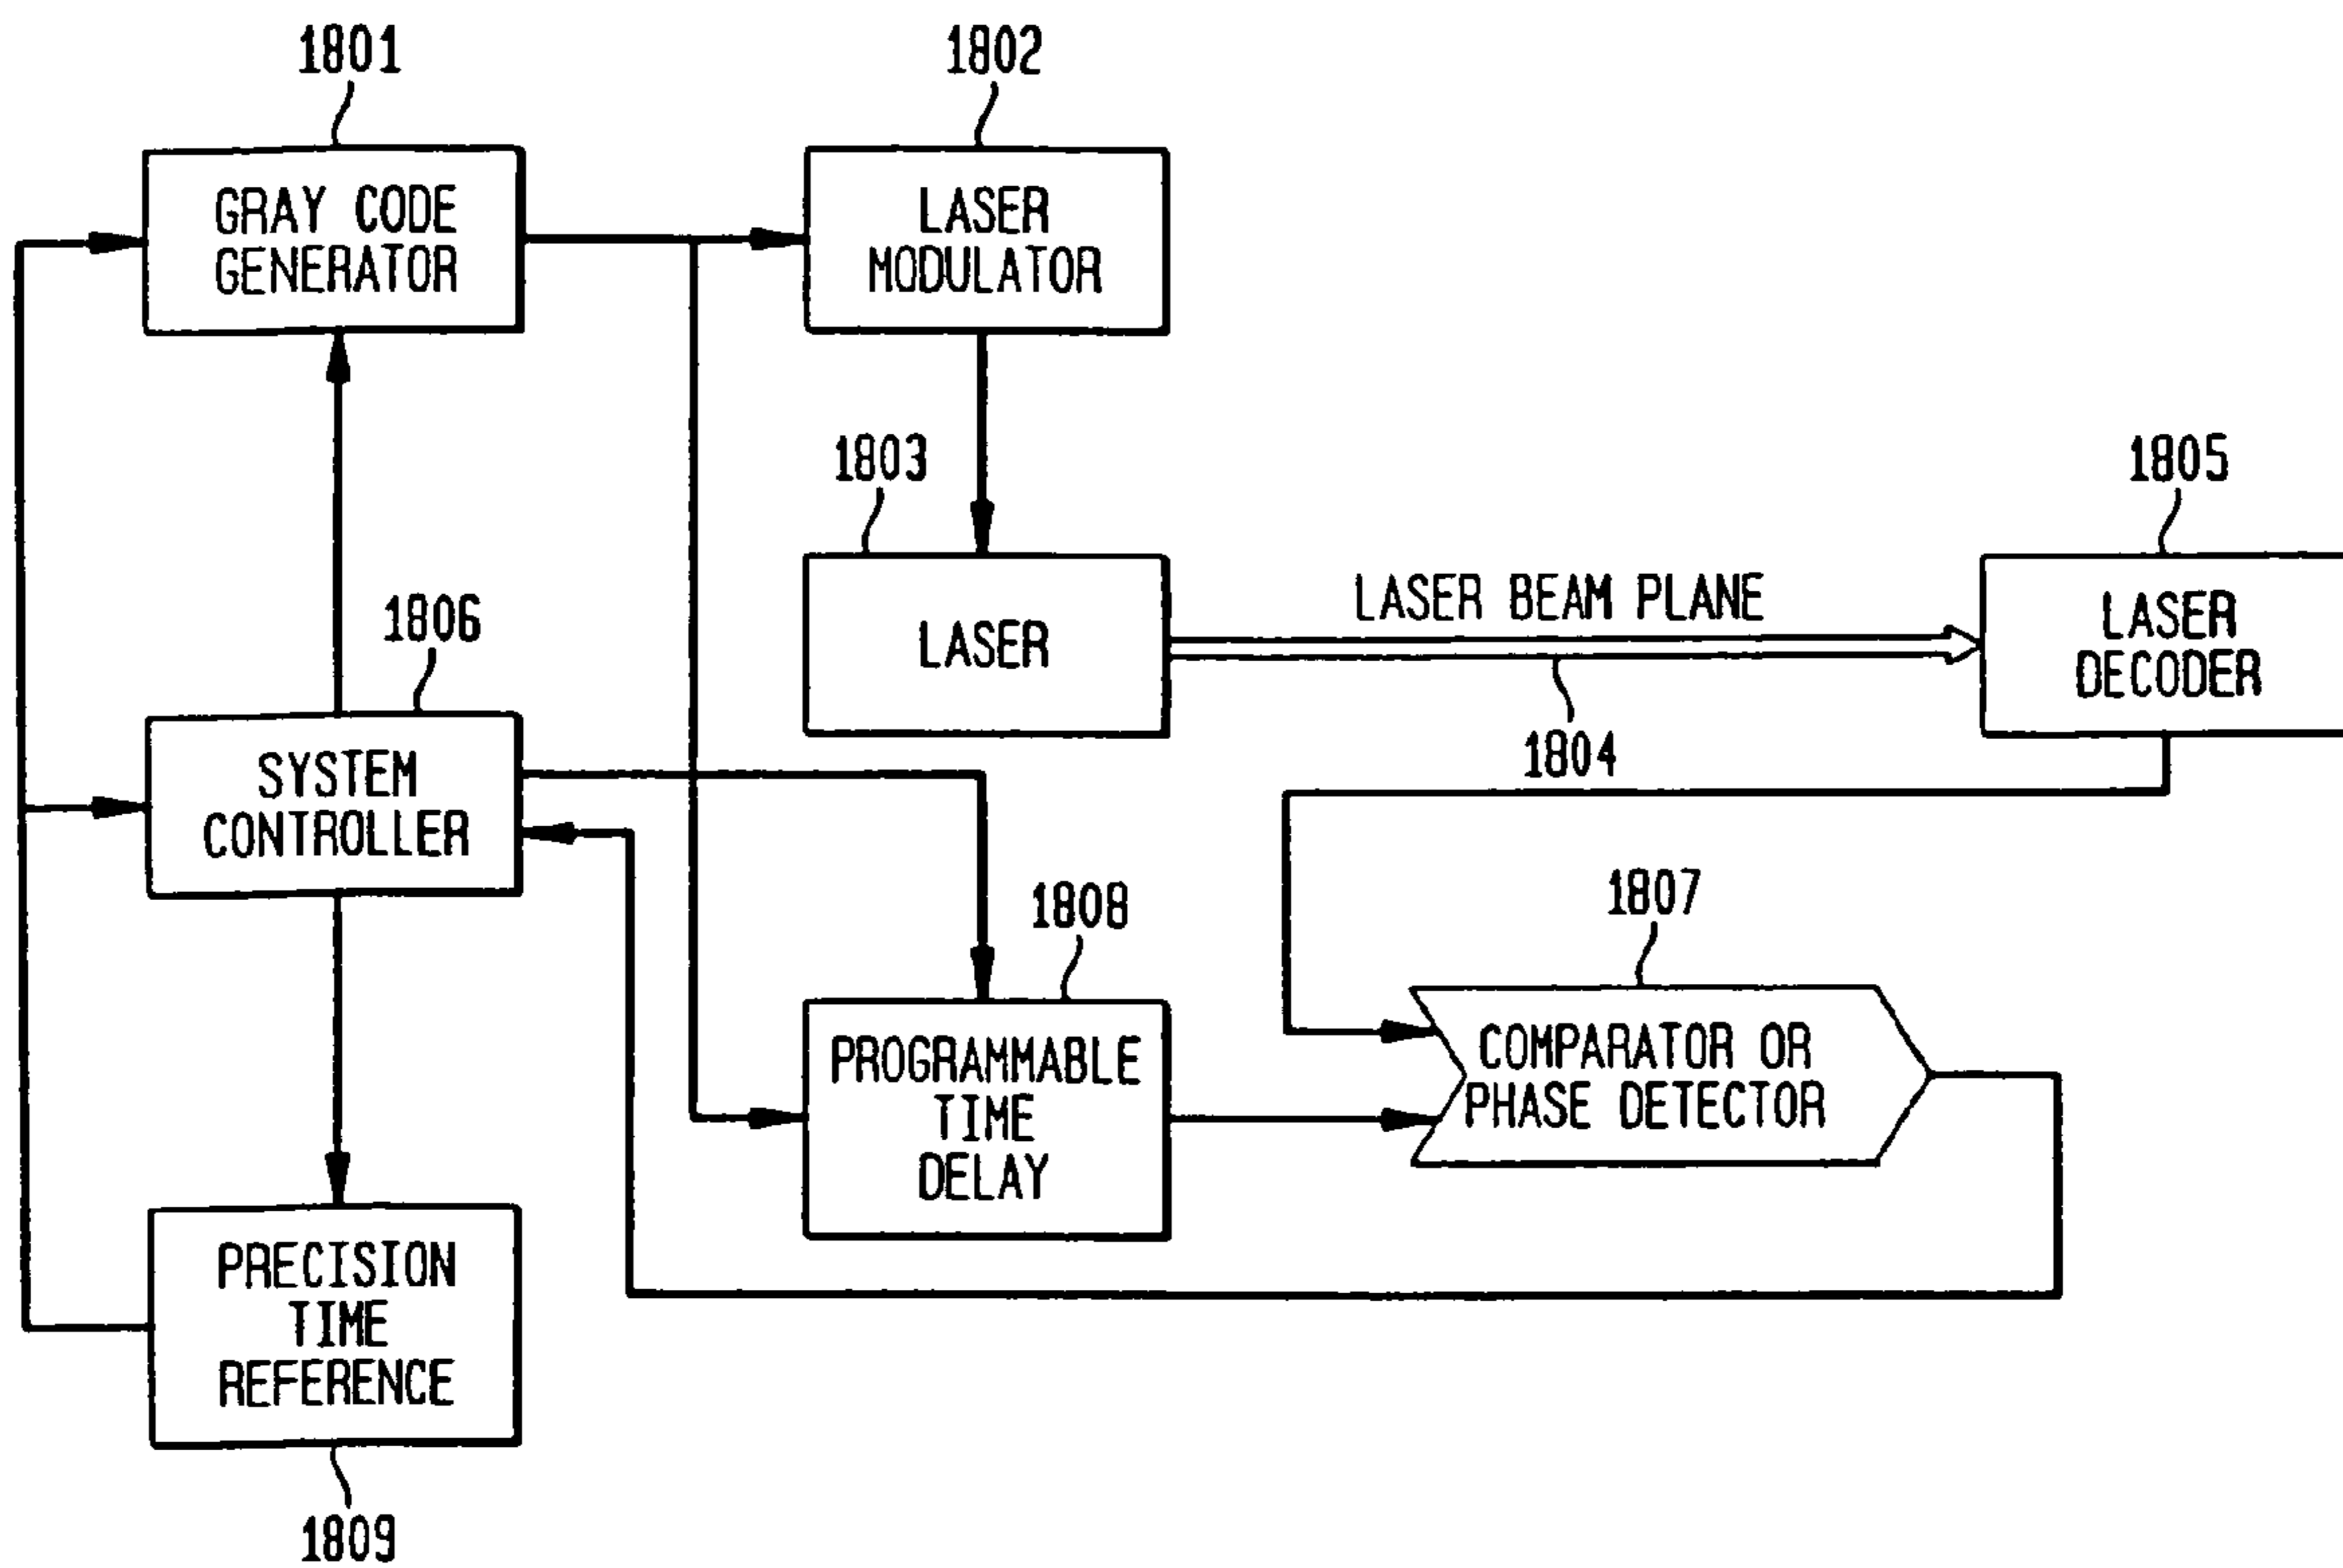 1801
1802
GRAY CODE
GENERATOR
LASER
MODULATOR
1803
1805
LASER BEAM PLANE
LASER
LASER
DECODER
1806
1804
SYSTEM
CONTROLLER
1808
1807
PROGRAMMABLE
TIME
DELAY
COMPARATOR OR
PHASE DETECTOR
PRECISION
TIME
REFERENCE
1809